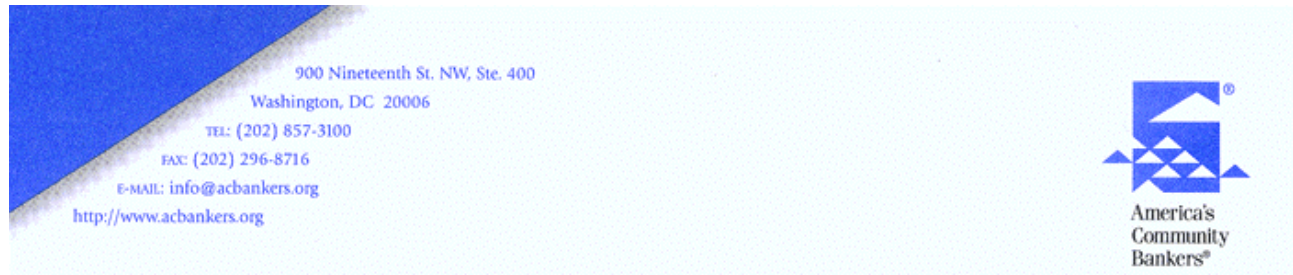 900 Nineteenth St. NW, Ste. 400
Washington, DC 20006
TEL: (202) 857-3100
FAX: (202) 296-8716
E-MAIL: info@acbankers.org
http://www.acbankers.org
®
America's
Community
Bankers®